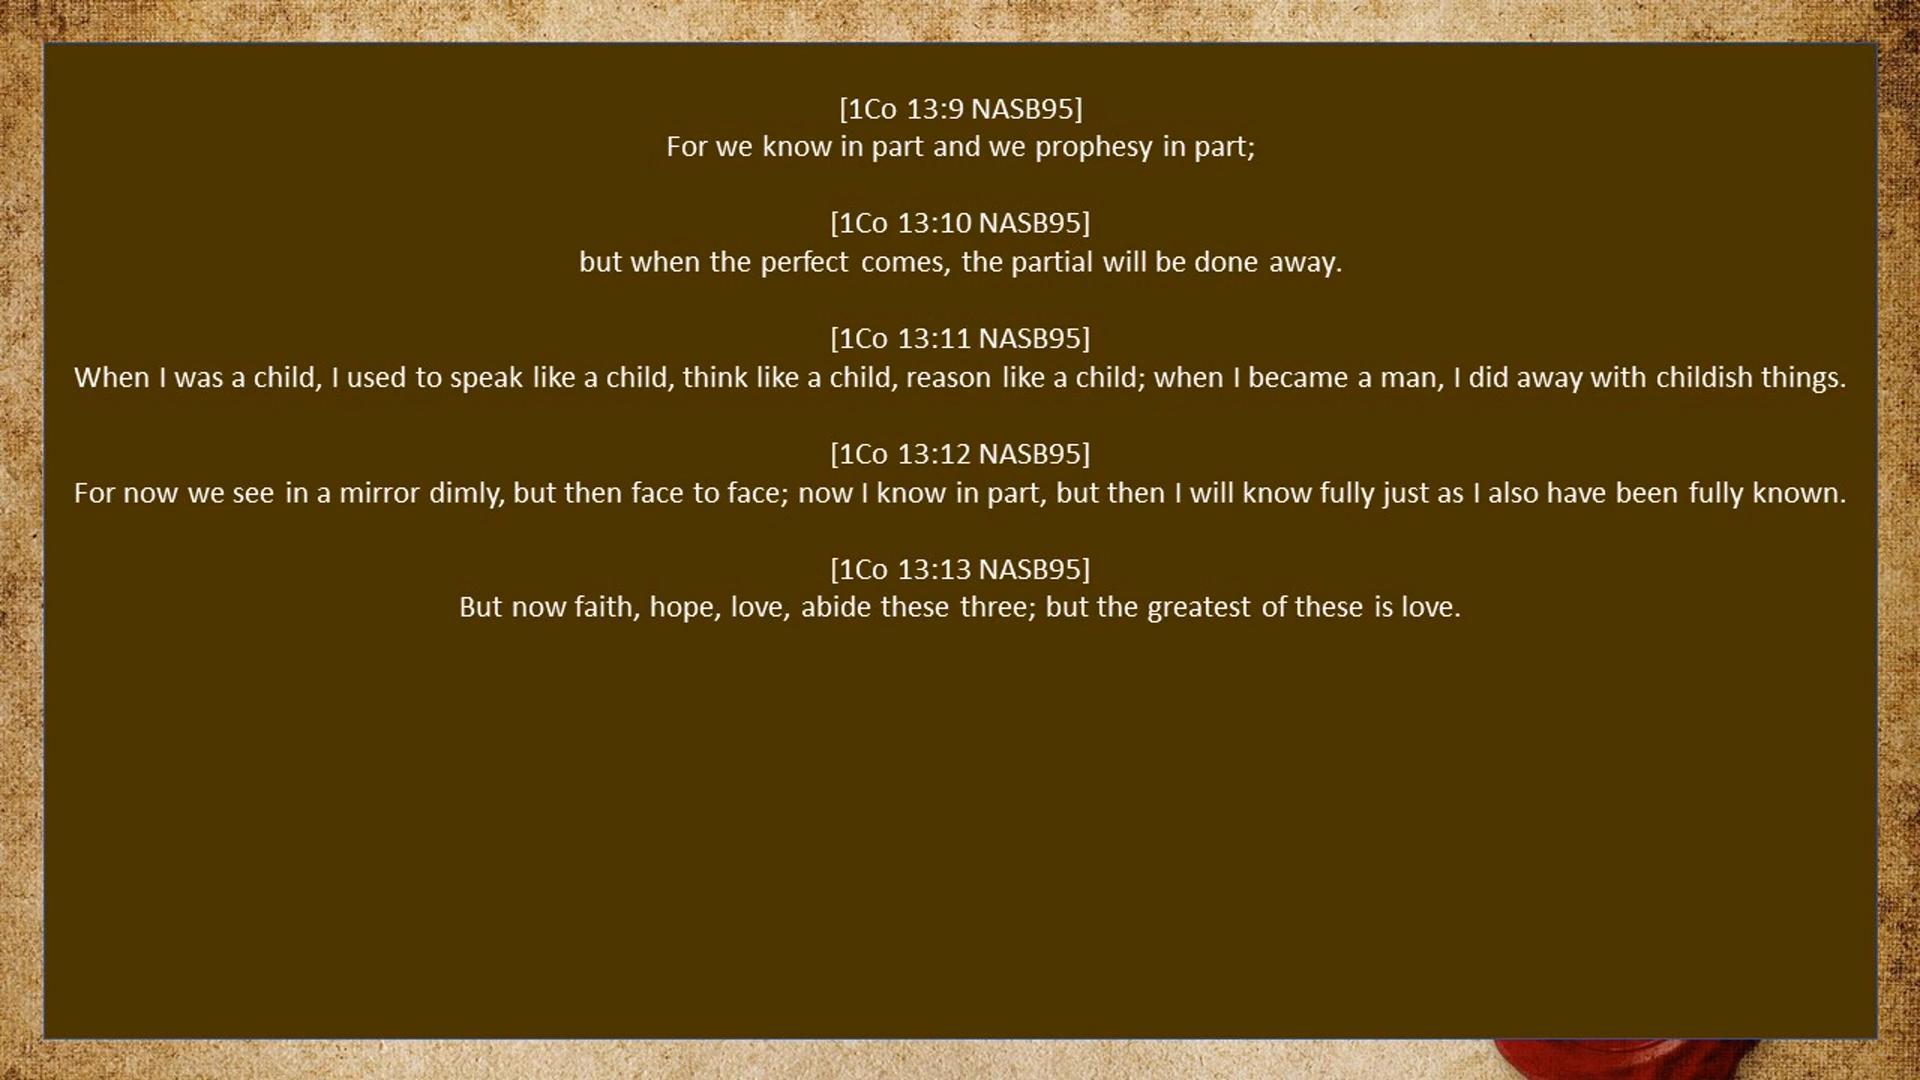 [1Co 13:9 NASB95]
For we know in part and we prophesy in part;
[1Co 13:10 NASB95]
but when the perfect comes, the partial will be done away.
[1Co 13:11 NASB95]
When I was a child, I used to speak like a child, think like a child, reason like a child; when I became a man, I did away with childish things.
[1Co 13:12 NASB95]
For now we see in a mirror dimly, but then face to face; now I know in part, but then I will know fully just as I also have been fully known.
[1Co 13:13 NASB95]
But now faith, hope, love, abide these three; but the greatest of these is love.